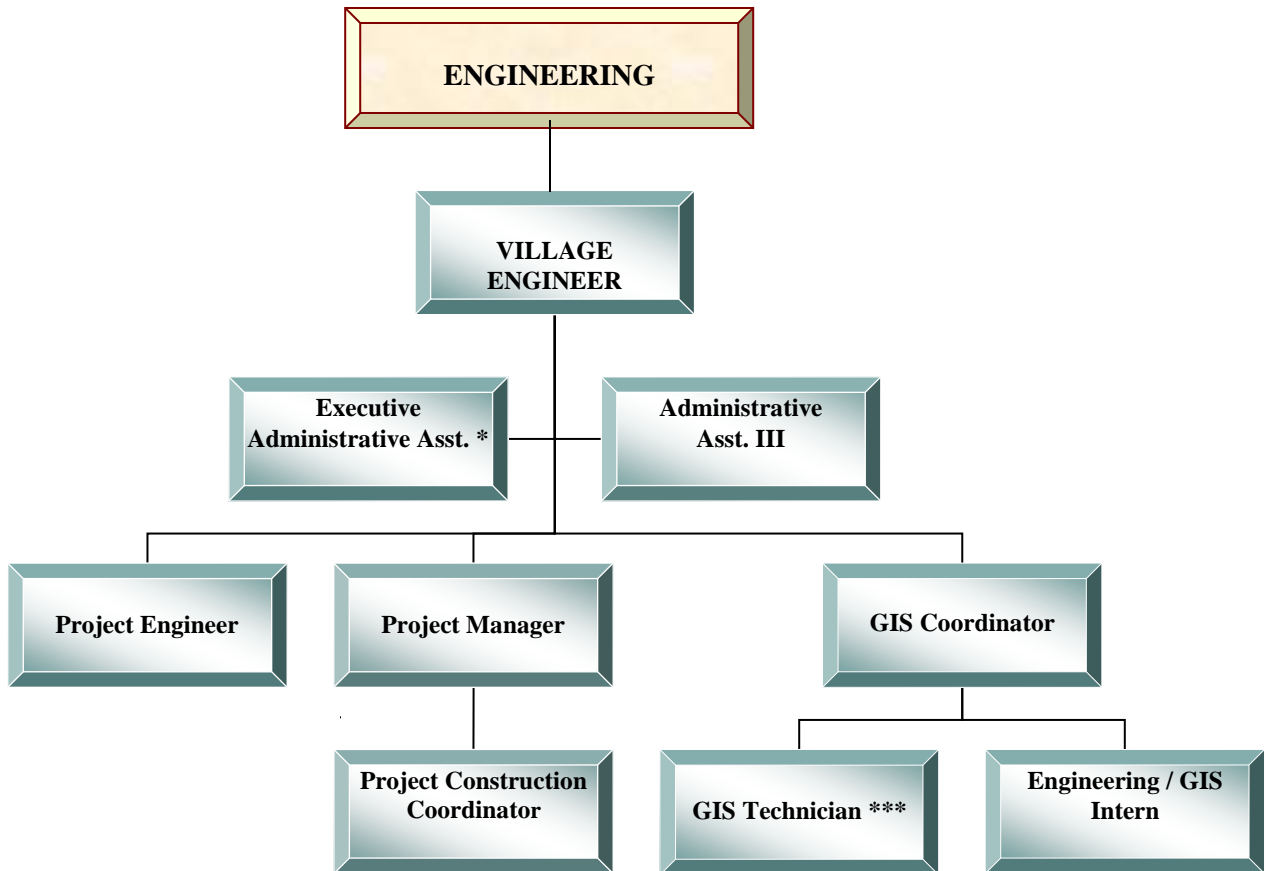 ENGINEERING
VILLAGE
ENGINEER
Executive
Administrative Asst. *
Administrative
Asst. III
Project Engineer
Project Manager
GIS Coordinator
Project Construction
Coordinator
GIS Technician ***
Engineering / GIS
Intern